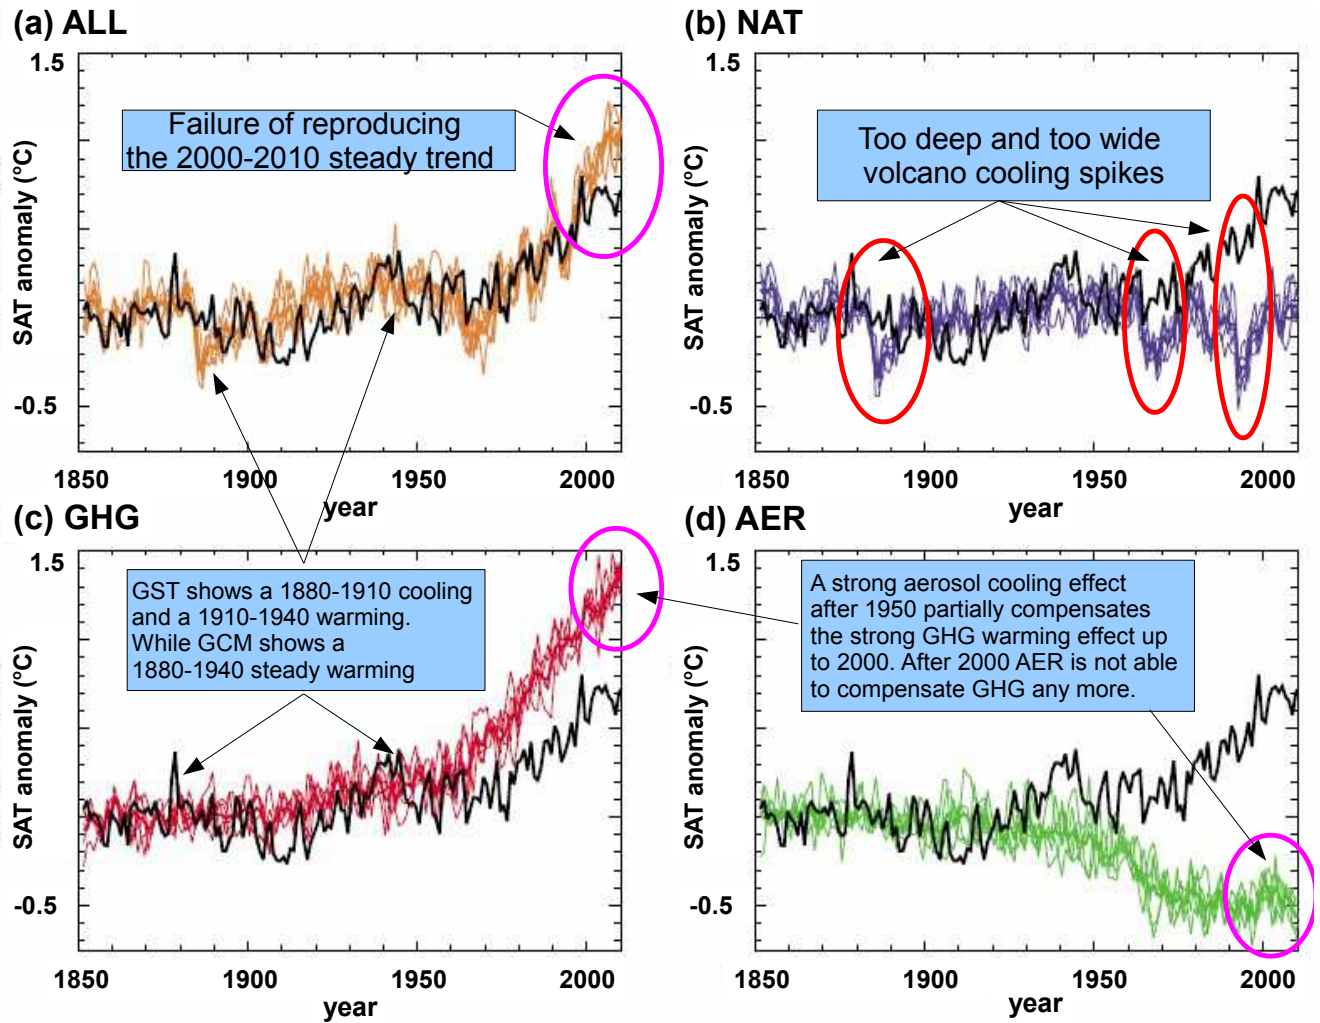 (a) ALL
1.5
Failure of reproducing
the 2000-2010 steady trend
SAT anomaly (ºC)
-0.5
1850
1900
1950
2000
year
(b) NAT
1.5
Too deep and too wide
volcano cooling spikes
SAT anomaly (ºC)
-0.5
1850
1900
1950
2000
year
(c) GHG
1.5
GST shows a 1880-1910 cooling
and a 1910-1940 warming.
While GCM shows a
1880-1940 steady warming
SAT anomaly (ºC)
-0.5
1850
1900
1950
2000
year
(d) AER
1.5
A strong aerosol cooling effect
after 1950 partially compensates
the strong GHG warming effect up
to 2000. After 2000 AER is not able
to compensate GHG any more.
SAT anomaly (ºC)
-0.5
1850
1900
1950
2000
year